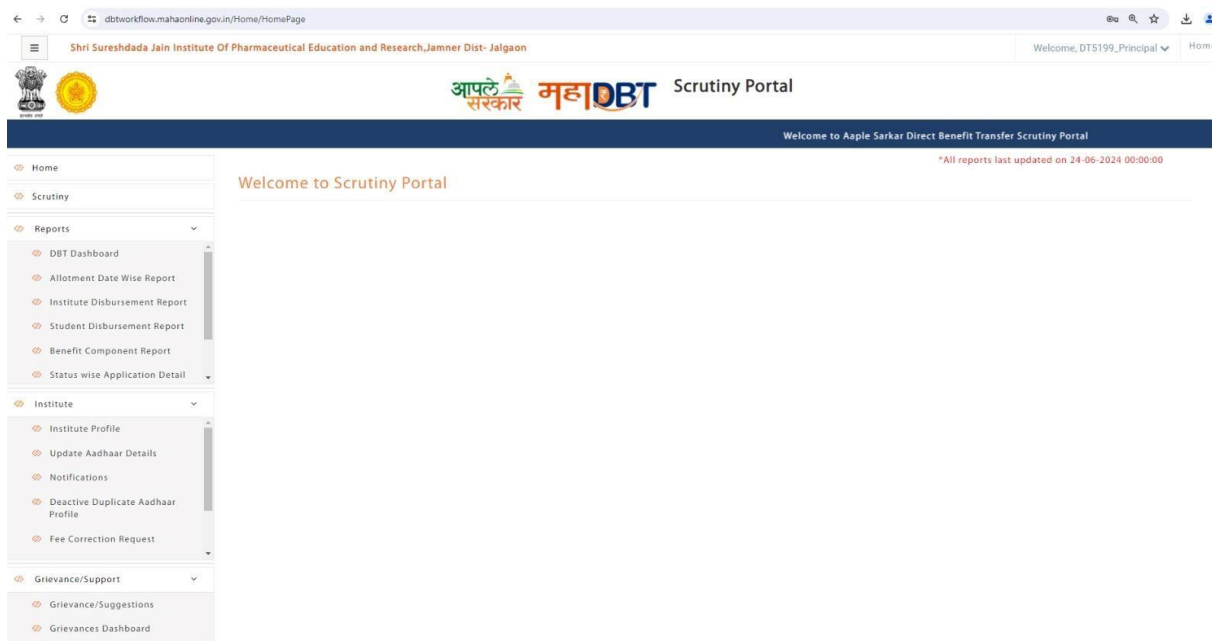 dbtworkflow.mahaonline.gov.in/Home/HomePage
Shri Sureshdada Jain Institute Of Pharmaceutical Education and Research,Jamner Dist- Jalgaon
Welcome, DT5199_Principal
आपले सरकार
महाDBT
Scrutiny Portal
Welcome to Aaple Sarkar Direct Benefit Transfer Scrutiny Portal
*All reports last updated on 24-06-2024 00:00:00
Welcome to Scrutiny Portal
Home
Scrutiny
Reports
DBT Dashboard
Allotment Date Wise Report
Institute Disbursement Report
Student Disbursement Report
Benefit Component Report
Status wise Application Detail
Institute
Institute Profile
Update Aadhaar Details
Notifications
Deactive Duplicate Aadhaar
Profile
Fee Correction Request
Grievance/Support
Grievance/Suggestions
Grievances Dashboard